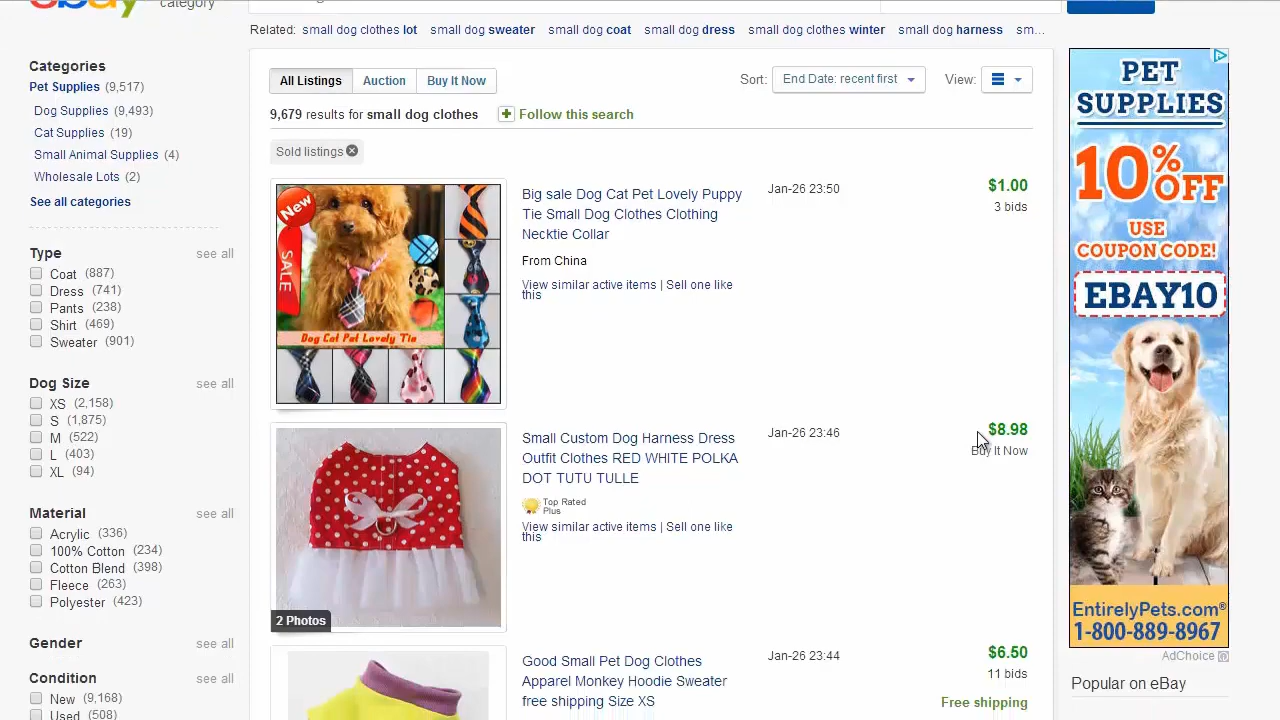 ebay
category
Related: small dog clothes lot small dog sweater small dog coat small dog dress small dog clothes winter small dog harness sm...
Categories
Pet Supplies (9,517)
Dog Supplies (9,493)
Cat Supplies (19)
Small Animal Supplies (4)
Wholesale Lots (2)
See all categories
Type see all
Coat (887)
Dress (741)
Pants (238)
Shirt (469)
Sweater (901)
Dog Size see all
XS (2,158)
S (1,875)
M (522)
L (403)
XL (94)
Material see all
Acrylic (336)
100% Cotton (234)
Cotton Blend (398)
Fleece (263)
Polyester (423)
Gender see all
Condition see all
New (9,168)
Used (508)
All Listings Auction Buy It Now
Sort: End Date: recent first View:
9,679 results for small dog clothes Follow this search
Sold listings
New
SALE
Dog Cat Pet Lovely Tie
Big sale Dog Cat Pet Lovely Puppy
Tie Small Dog Clothes Clothing
Necktie Collar
From China
View similar active items | Sell one like
this
Jan-26 23:50
$1.00
3 bids
2 Photos
Small Custom Dog Harness Dress
Outfit Clothes RED WHITE POLKA
DOT TUTU TULLE
Top Rated
Plus
View similar active items | Sell one like
this
Jan-26 23:46
$8.98
Buy It Now
Good Small Pet Dog Clothes
Apparel Monkey Hoodie Sweater
free shipping Size XS
Jan-26 23:44
$6.50
11 bids
Free shipping
PET
SUPPLIES
10% OFF
USE
COUPON CODE!
EBAY10
EntirelyPets.com®
1-800-889-8967
AdChoice
Popular on eBay